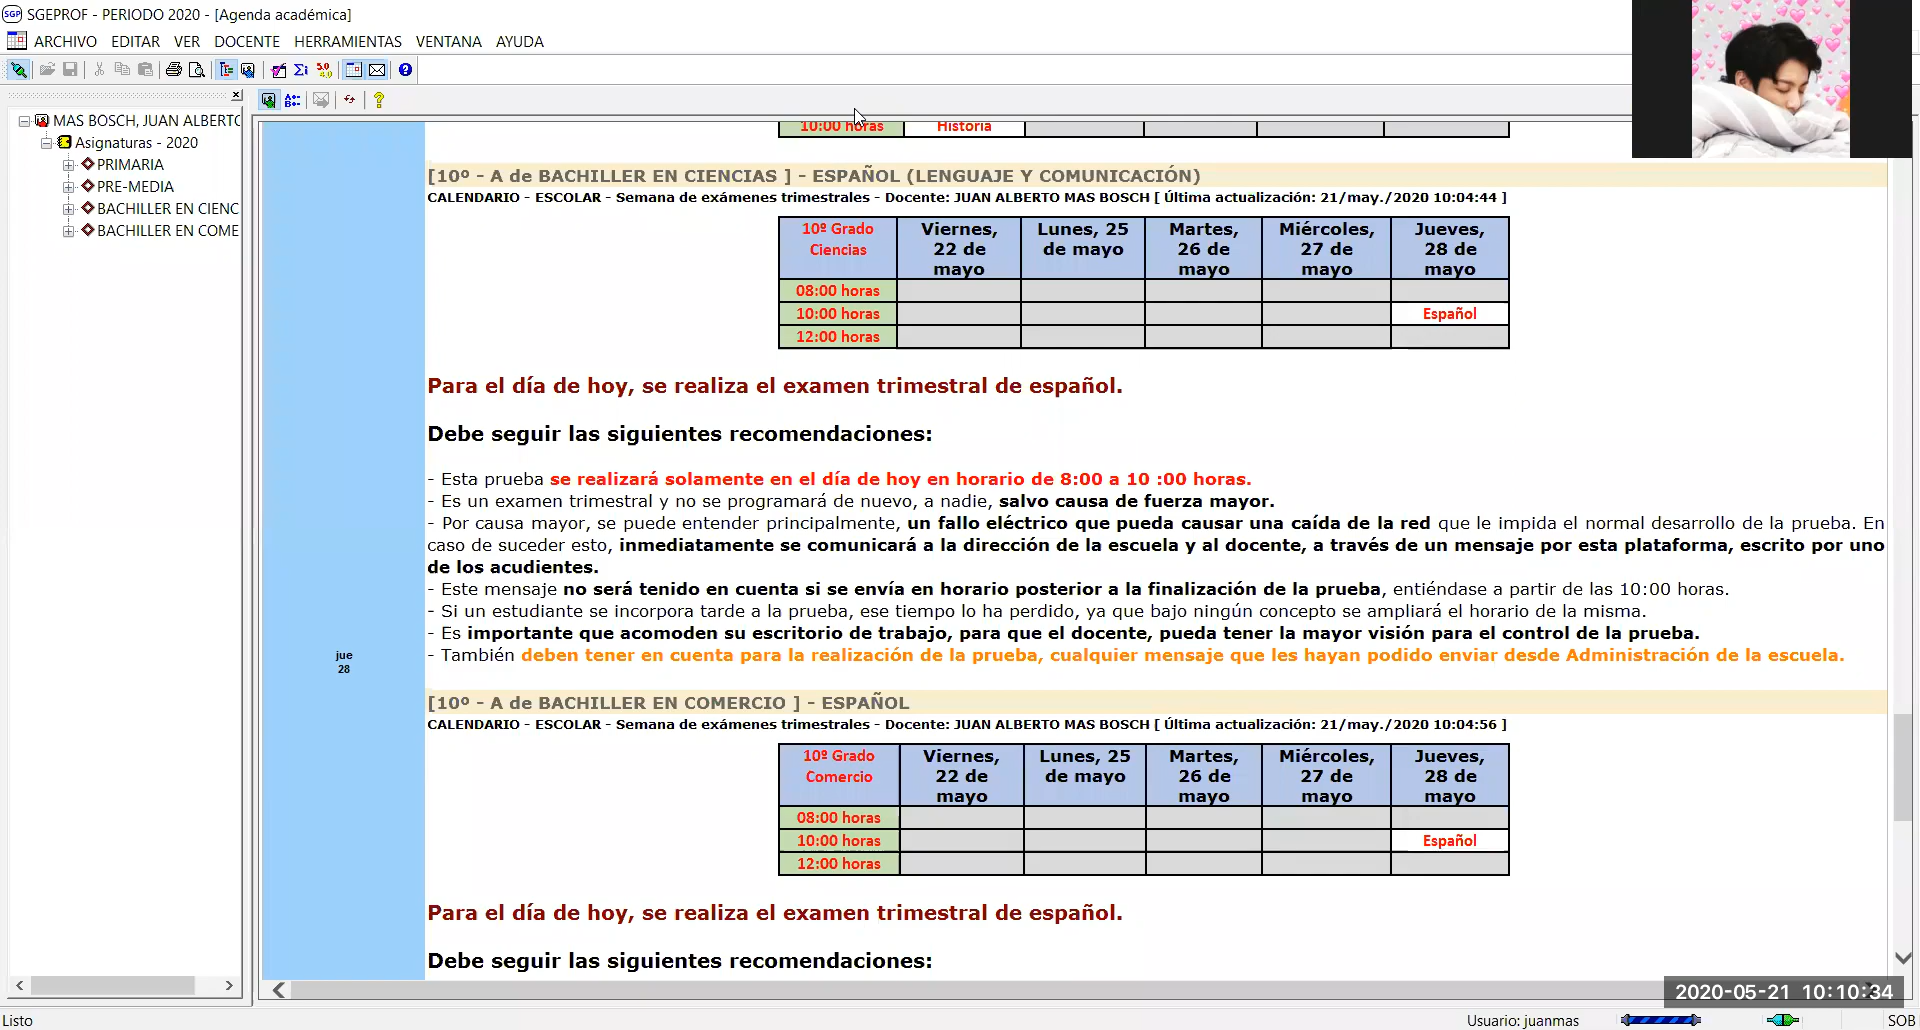 SGP SGEPROF - PERIODO 2020 - [Agenda académica]
ARCHIVO EDITAR VER DOCENTE HERRAMIENTAS VENTANA AYUDA
MAS BOSCH, JUAN ALBERTO
Asignaturas - 2020
PRIMARIA
PRE-MEDIA
BACHILLER EN CIENC
BACHILLER EN COME
10:00 horas Historia
[10º - A de BACHILLER EN CIENCIAS ] - ESPAÑOL (LENGUAJE Y COMUNICACIÓN)
CALENDARIO - ESCOLAR - Semana de exámenes trimestrales - Docente: JUAN ALBERTO MAS BOSCH [ Última actualización: 21/may./2020 10:04:44 ]
10º Grado Ciencias Viernes, 22 de mayo Lunes, 25 de mayo Martes, 26 de mayo Miércoles, 27 de mayo Jueves, 28 de mayo
08:00 horas
10:00 horas Español
12:00 horas
Para el día de hoy, se realiza el examen trimestral de español.
Debe seguir las siguientes recomendaciones:
- Esta prueba se realizará solamente en el día de hoy en horario de 8:00 a 10 :00 horas.
- Es un examen trimestral y no se programará de nuevo, a nadie, salvo causa de fuerza mayor.
- Por causa mayor, se puede entender principalmente, un fallo eléctrico que pueda causar una caída de la red que le impida el normal desarrollo de la prueba. En
caso de suceder esto, inmediatamente se comunicará a la dirección de la escuela y al docente, a través de un mensaje por esta plataforma, escrito por uno
de los acudientes.
- Este mensaje no será tenido en cuenta si se envía en horario posterior a la finalización de la prueba, entiéndase a partir de las 10:00 horas.
- Si un estudiante se incorpora tarde a la prueba, ese tiempo lo ha perdido, ya que bajo ningún concepto se ampliará el horario de la misma.
- Es importante que acomoden su escritorio de trabajo, para que el docente, pueda tener la mayor visión para el control de la prueba.
- También deben tener en cuenta para la realización de la prueba, cualquier mensaje que les hayan podido enviar desde Administración de la escuela.
jue
28
[10º - A de BACHILLER EN COMERCIO ] - ESPAÑOL
CALENDARIO - ESCOLAR - Semana de exámenes trimestrales - Docente: JUAN ALBERTO MAS BOSCH [ Última actualización: 21/may./2020 10:04:56 ]
10º Grado Comercio Viernes, 22 de mayo Lunes, 25 de mayo Martes, 26 de mayo Miércoles, 27 de mayo Jueves, 28 de mayo
08:00 horas
10:00 horas Español
12:00 horas
Para el día de hoy, se realiza el examen trimestral de español.
Debe seguir las siguientes recomendaciones:
2020-05-21 10:10:34
Listo Usuario: juanmas SOB